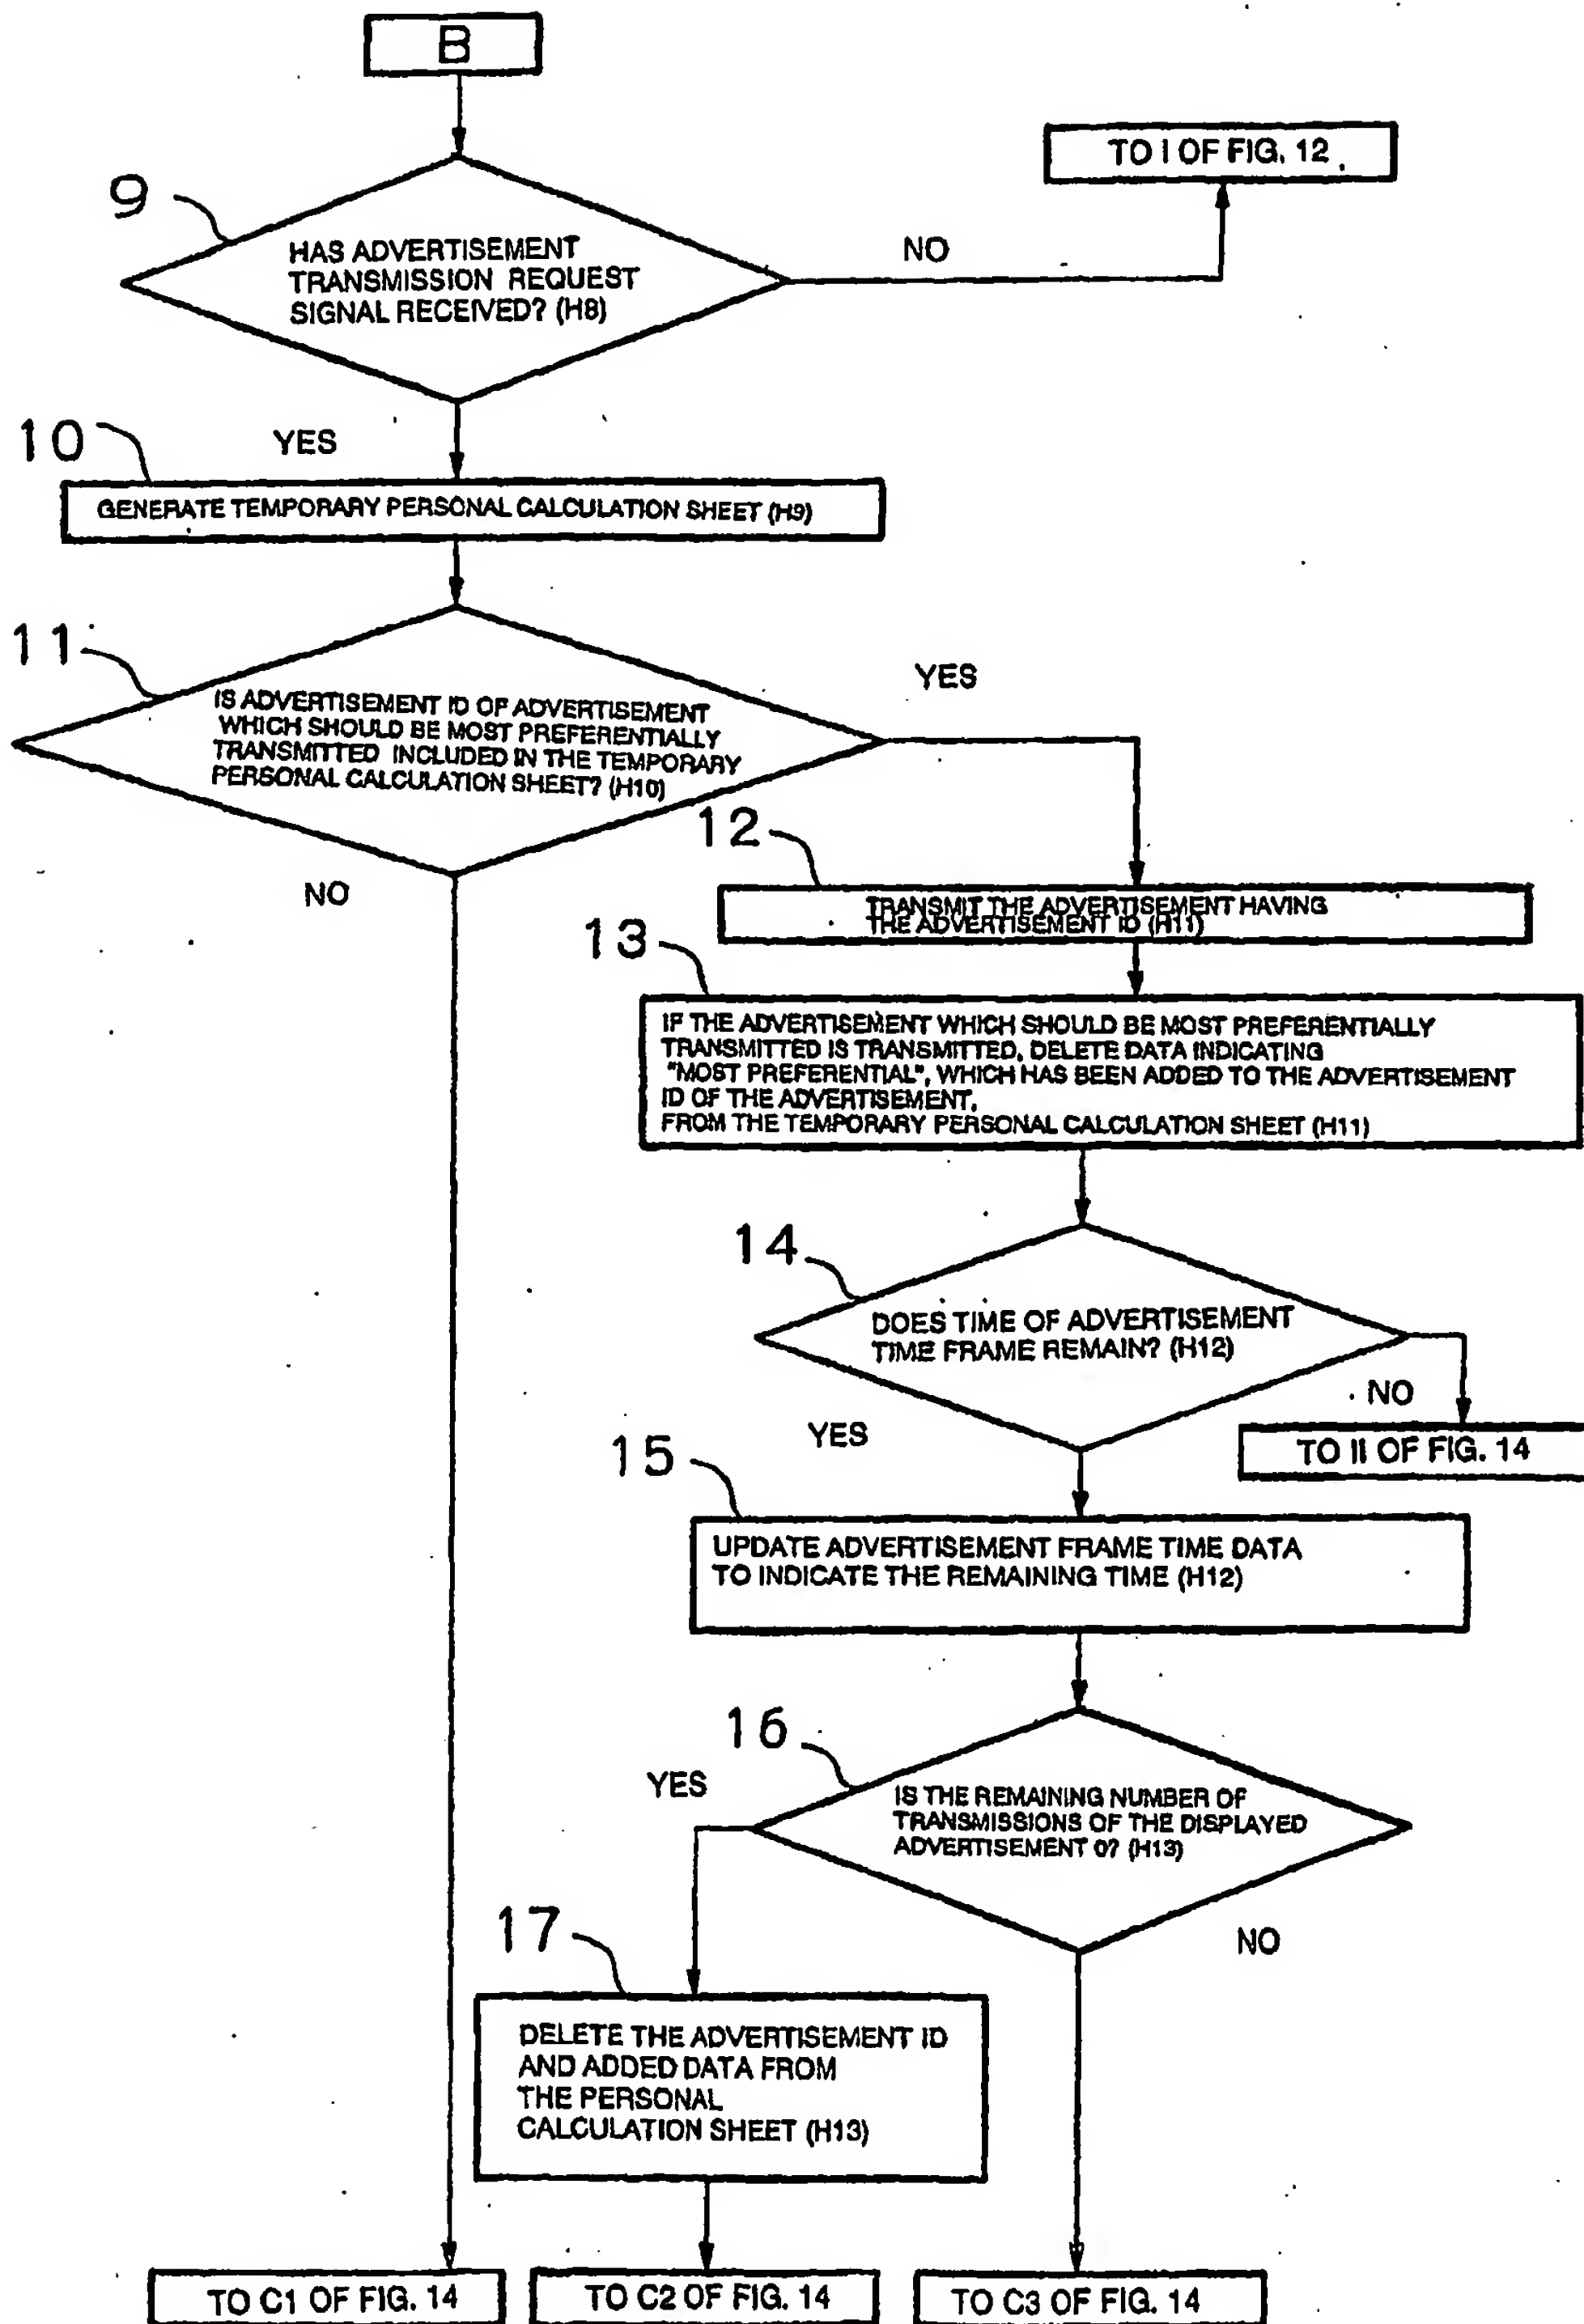 B
TO I OF FIG. 12
9
HAS ADVERTISEMENT
TRANSMISSION REQUEST
SIGNAL RECEIVED? (H8)
NO
YES
10
GENERATE TEMPORARY PERSONAL CALCULATION SHEET (H9)
11
IS ADVERTISEMENT ID OF ADVERTISEMENT
WHICH SHOULD BE MOST PREFERENTIALLY
TRANSMITTED INCLUDED IN THE TEMPORARY
PERSONAL CALCULATION SHEET? (H10)
YES
NO
12
TRANSMIT THE ADVERTISEMENT HAVING
THE ADVERTISEMENT ID (H11)
13
IF THE ADVERTISEMENT WHICH SHOULD BE MOST PREFERENTIALLY
TRANSMITTED IS TRANSMITTED, DELETE DATA INDICATING
"MOST PREFERENTIAL", WHICH HAS BEEN ADDED TO THE ADVERTISEMENT
ID OF THE ADVERTISEMENT,
FROM THE TEMPORARY PERSONAL CALCULATION SHEET (H11)
14
DOES TIME OF ADVERTISEMENT
TIME FRAME REMAIN? (H12)
NO
YES
TO II OF FIG. 14
15
UPDATE ADVERTISEMENT FRAME TIME DATA
TO INDICATE THE REMAINING TIME (H12)
16
YES
IS THE REMAINING NUMBER OF
TRANSMISSIONS OF THE DISPLAYED
ADVERTISEMENT 0? (H13)
NO
17
DELETE THE ADVERTISEMENT ID
AND ADDED DATA FROM
THE PERSONAL
CALCULATION SHEET (H13)
TO C1 OF FIG. 14
TO C2 OF FIG. 14
TO C3 OF FIG. 14